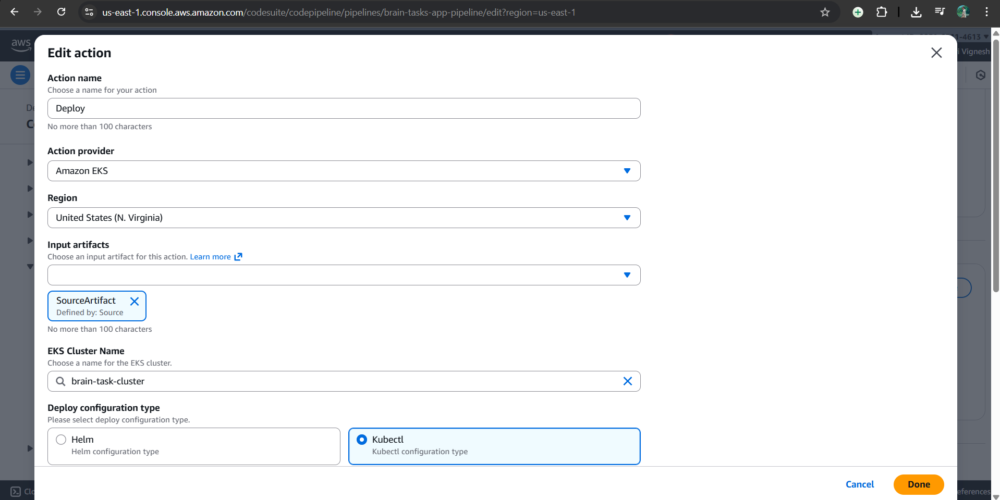 us-east-1.console.aws.amazon.com/codesuite/codepipeline/pipelines/brain-tasks-app-pipeline/edit?region=us-east-1
aws
1-4613
i Vignesh
Edit action
Action name
Choose a name for your action
Deploy
No more than 100 characters
Action provider
Amazon EKS
Region
United States (N. Virginia)
Input artifacts
Choose an input artifact for this action. Learn more
SourceArtifact
Defined by: Source
No more than 100 characters
EKS Cluster Name
Choose a name for the EKS cluster.
brain-task-cluster
Deploy configuration type
Please select deploy configuration type.
Helm
Helm configuration type
Kubectl
Kubectl configuration type
Cancel
Done
Clo
eferences